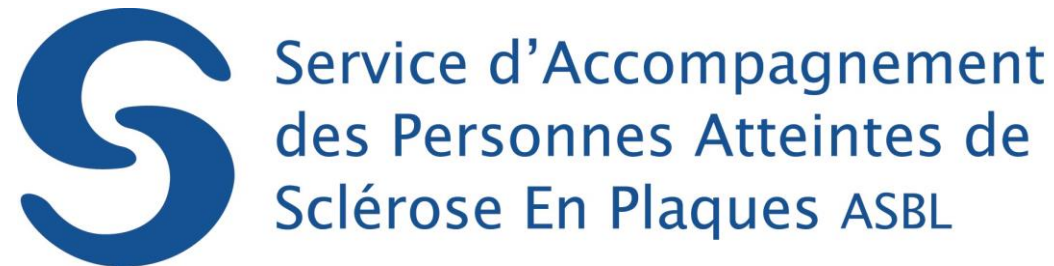 Service d’Accompagnement
des Personnes Atteintes de
Sclérose En Plaques ASBL